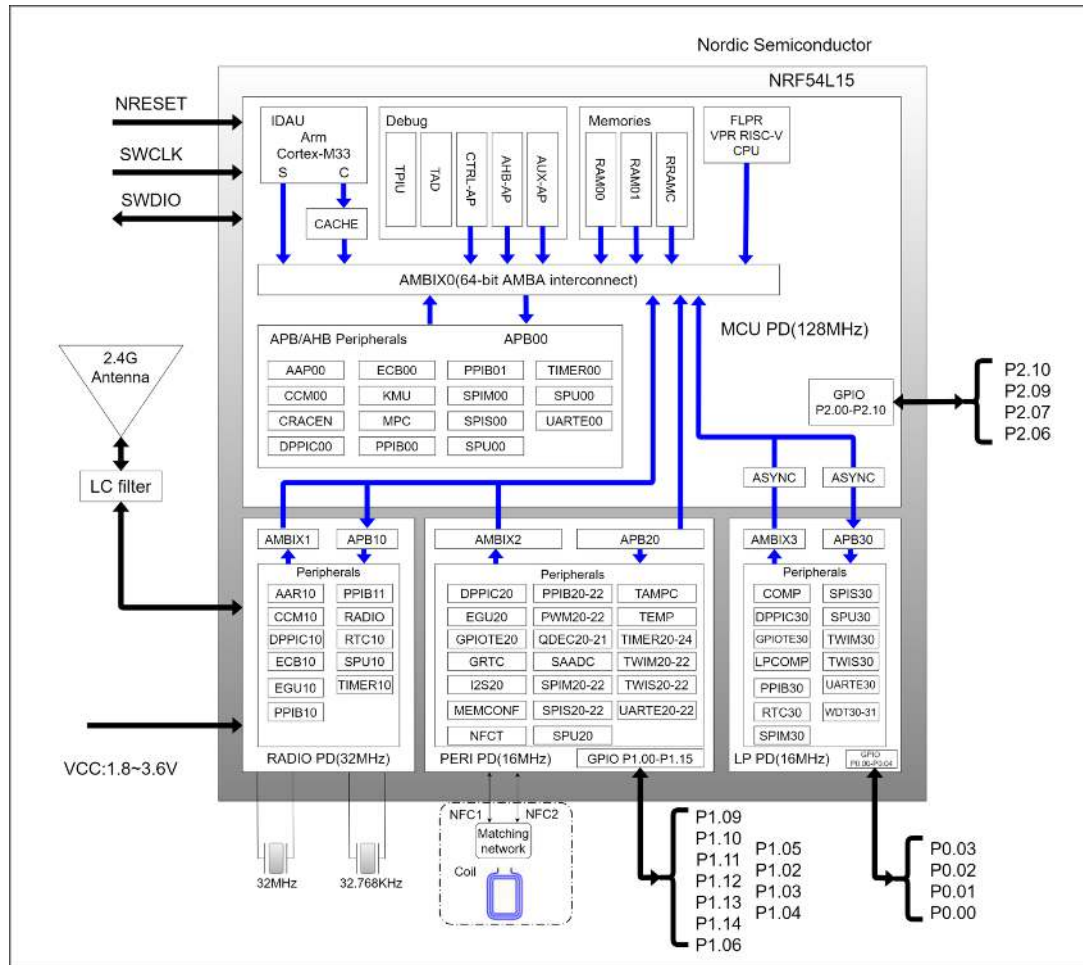 Nordic Semiconductor
NRF54L15
NRESET
SWCLK
SWDIO
IDAU
Arm
Cortex-M33
S C
CACHE
Debug
TPIU
TAD
CTRL-AP
AHB-AP
AUX-AP
Memories
RAM00
RAM01
RRAMC
FLPR
VPR RISC-V
CPU
AMBIX0(64-bit AMBA interconnect)
MCU PD(128MHz)
APB/AHB Peripherals APB00
AAP00 ECB00 PPIB01 TIMER00
CCM00 KMU SPIM00 SPU00
CRACEN MPC SPIS00 UARTE00
DPPIC00 PPIB00 SPU00
GPIO
P2.00-P2.10
P2.10
P2.09
P2.07
P2.06
2.4G
Antenna
LC filter
VCC:1.8~3.6V
ASYNC ASYNC
AMBIX1 APB10
Peripherals
AAR10 PPIB11
CCM10 RADIO
DPPIC10 RTC10
ECB10 SPU10
EGU10 TIMER10
PPIB10
RADIO PD(32MHz)
AMBIX2 APB20
Peripherals
DPPIC20 PPIB20-22 TAMPC
EGU20 PWM20-22 TEMP
GPIOTE20 QDEC20-21 TIMER20-24
GRTC SAADC TWIM20-22
I2S20 SPIM20-22 TWIS20-22
MEMCONF SPIS20-22 UARTE20-22
NFCT SPU20
PERI PD(16MHz) GPIO P1.00-P1.15
AMBIX3 APB30
Peripherals
COMP SPIS30
DPPIC30 SPU30
GPIOTE30 TWIM30
LPCOMP TWIS30
PPIB30 UARTE30
RTC30 WDT30-31
SPIM30
LP PD(16MHz)
GPIO
P0.00-P0.04
32MHz
32.768KHz
NFC1 NFC2
Matching
network
Coil
P1.09
P1.10
P1.11
P1.12
P1.13
P1.14
P1.06
P1.05
P1.02
P1.03
P1.04
P0.03
P0.02
P0.01
P0.00